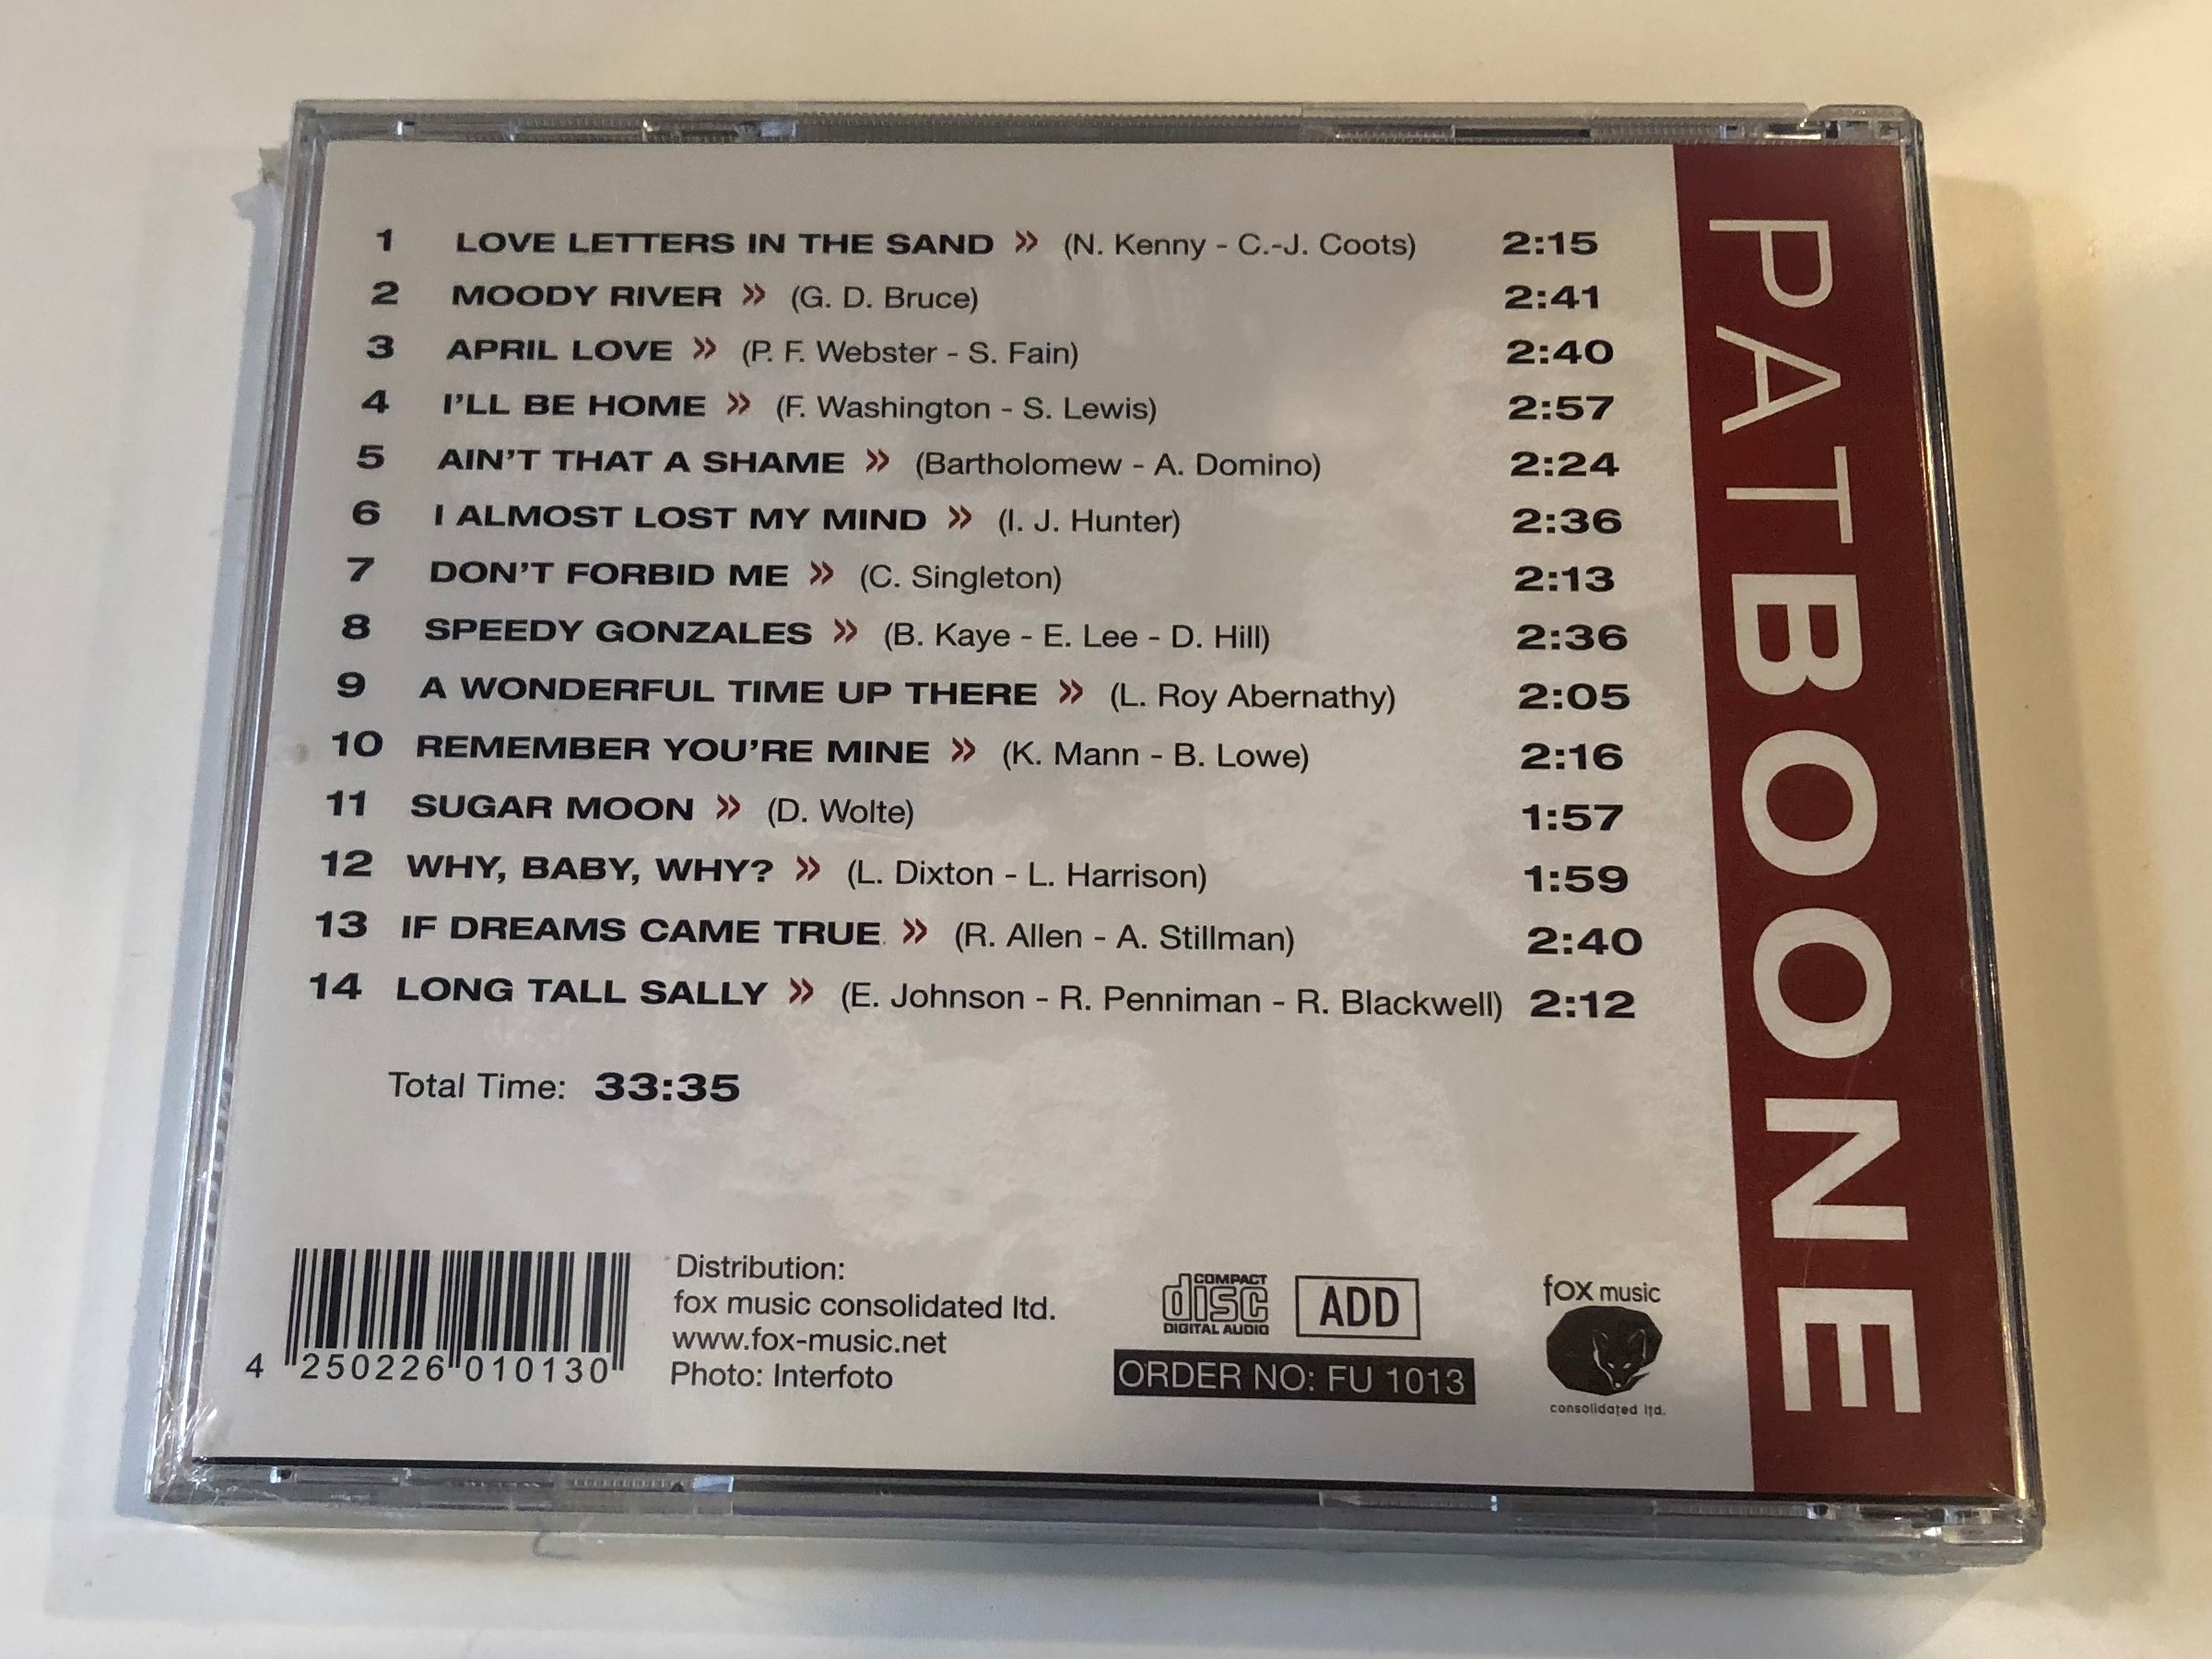 1 LOVE LETTERS IN THE SAND » (N. Kenny - C.-J. Coots) 2:15
2 MOODY RIVER » (G. D. Bruce) 2:41
3 APRIL LOVE » (P. F. Webster - S. Fain) 2:40
4 I'LL BE HOME » (F. Washington - S. Lewis) 2:57
5 AIN'T THAT A SHAME » (Bartholomew - A. Domino) 2:24
6 I ALMOST LOST MY MIND » (I. J. Hunter) 2:36
7 DON'T FORBID ME » (C. Singleton) 2:13
8 SPEEDY GONZALES » (B. Kaye - E. Lee - D. Hill) 2:36
9 A WONDERFUL TIME UP THERE » (L. Roy Abernathy) 2:05
10 REMEMBER YOU'RE MINE » (K. Mann - B. Lowe) 2:16
11 SUGAR MOON » (D. Wolte) 1:57
12 WHY, BABY, WHY? » (L. Dixton - L. Harrison) 1:59
13 IF DREAMS CAME TRUE » (R. Allen - A. Stillman) 2:40
14 LONG TALL SALLY » (E. Johnson - R. Penniman - R. Blackwell) 2:12
Total Time: 33:35
4 250226 010130
Distribution:
fox music consolidated ltd.
www.fox-music.net
Photo: Interfoto
COMPACT
disc
DIGITAL AUDIO
ADD
ORDER NO: FU 1013
fox music
consolidated ltd.
PAT BOONE